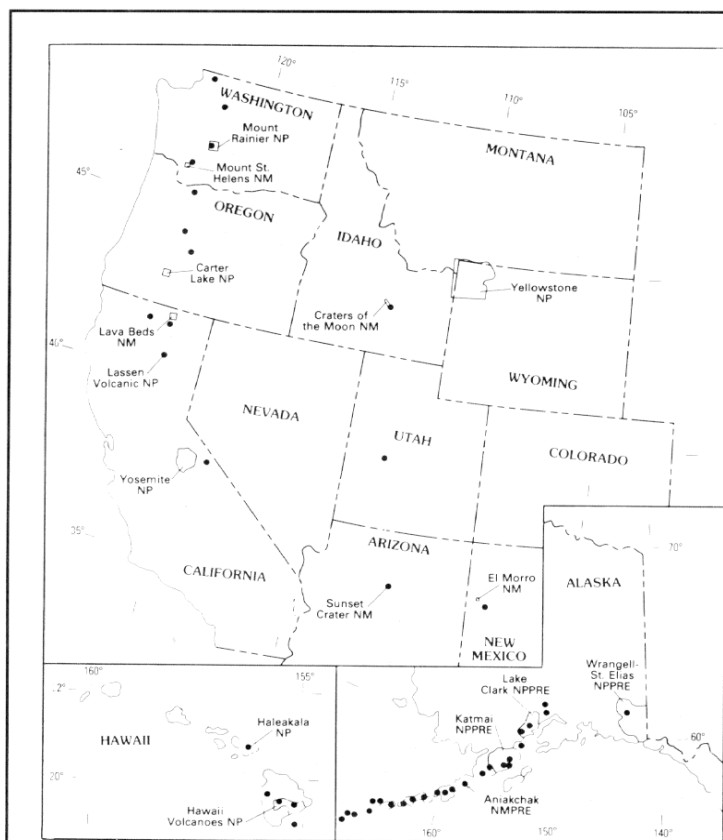 120°
115°
110°
105°
WASHINGTON
Mount
Rainier NP
MONTANA
45°
Mount St.
Helens NM
OREGON
IDAHO
Carter
Lake NP
Yellowstone
NP
Craters of
the Moon NM
Lava Beds
NM
40°
Lassen
Volcanic NP
WYOMING
NEVADA
UTAH
COLORADO
Yosemite
NP
35°
ARIZONA
CALIFORNIA
Sunset
Crater NM
El Morro
NM
NEW
MEXICO
70°
ALASKA
Wrangell-
St. Elias
NPPRE
60°
Lake
Clark NPPRE
Katmai
NPPRE
Aniakchak
NMPRE
160°
150°
140°
160°
155°
HAWAII
Haleakala
NP
20°
Hawaii
Volcanoes NP